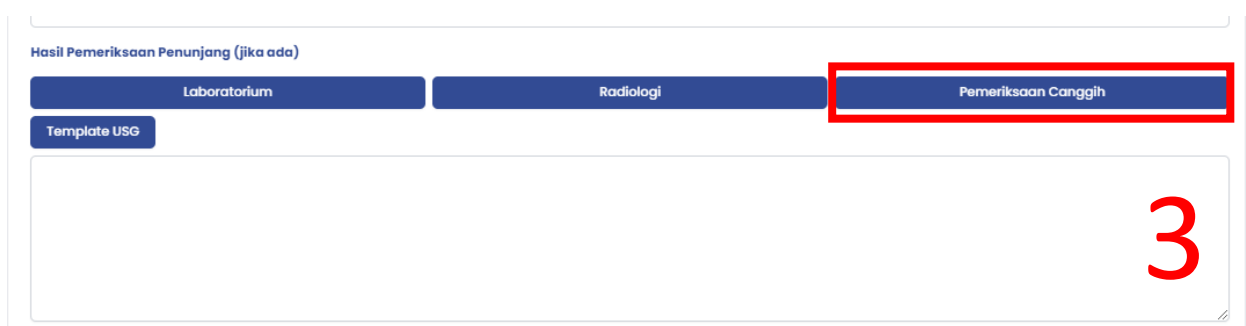 Hasil Pemeriksaan Penunjang (jika ada)
Laboratorium Radiologi Pemeriksaan Canggih
Template USG
3